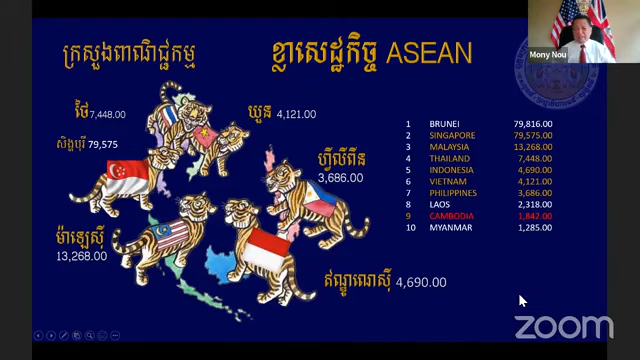 ក្រសួងពាណិជ្ជកម្ម
ខ្លាសេដ្ឋកិច្ច ASEAN
Mony Nou
ថៃ 7,448.00
យួន 4,121.00
សិង្ហបុរី 79,575
ហ្វីលីពីន
3,686.00
ម៉ាឡេស៊ី
13,268.00
ឥណ្ឌូណេស៊ី 4,690.00
1 BRUNEI 79,816.00
2 SINGAPORE 79,575.00
3 MALAYSIA 13,268.00
4 THAILAND 7,448.00
5 INDONESIA 4,690.00
6 VIETNAM 4,121.00
7 PHILIPPINES 3,686.00
8 LAOS 2,318.00
9 CAMBODIA 1,842.00
10 MYANMAR 1,285.00
zoom